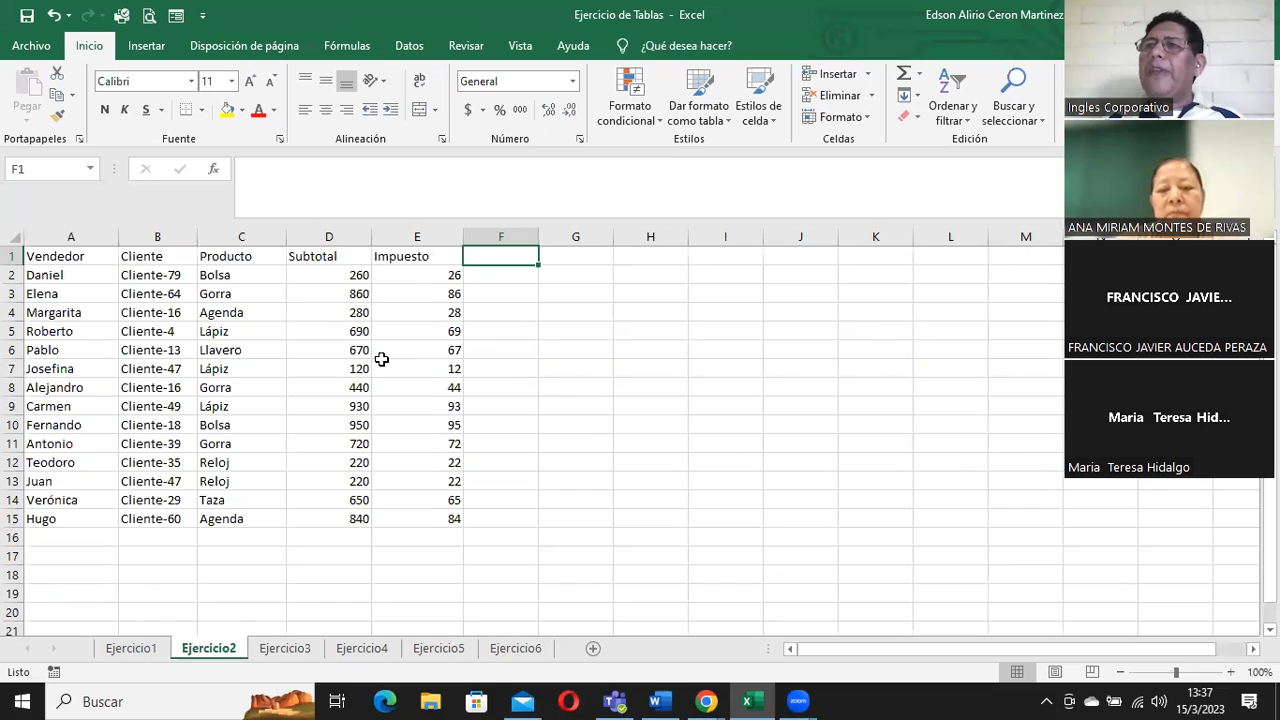 Ejercicio de Tablas - Excel
Edson Alirio Ceron Martinez
Archivo Inicio Insertar Disposición de página Fórmulas Datos Revisar Vista Ayuda ¿Qué desea hacer?
Pegar
Calibri 11
N K S
General
$ % 000
Formato condicional
Dar formato como tabla
Estilos de celda
Insertar
Eliminar
Formato
Ordenar y filtrar
Buscar y seleccionar
Portapapeles Fuente Alineación Número Estilos Celdas Edición
F1 fx
A B C D E F G H I J K L M
1 Vendedor Cliente Producto Subtotal Impuesto
2 Daniel Cliente-79 Bolsa 260 26
3 Elena Cliente-64 Gorra 860 86
4 Margarita Cliente-16 Agenda 280 28
5 Roberto Cliente-4 Lápiz 690 69
6 Pablo Cliente-13 Llavero 670 67
7 Josefina Cliente-47 Lápiz 120 12
8 Alejandro Cliente-16 Gorra 440 44
9 Carmen Cliente-49 Lápiz 930 93
10 Fernando Cliente-18 Bolsa 950 95
11 Antonio Cliente-39 Gorra 720 72
12 Teodoro Cliente-35 Reloj 220 22
13 Juan Cliente-47 Reloj 220 22
14 Verónica Cliente-29 Taza 650 65
15 Hugo Cliente-60 Agenda 840 84
16
17
18
19
20
21
Ejercicio1 Ejercicio2 Ejercicio3 Ejercicio4 Ejercicio5 Ejercicio6
Listo
100%
Buscar
13:37
15/3/2023
Ingles Corporativo
ANA MIRIAM MONTES DE RIVAS
FRANCISCO JAVIE...
FRANCISCO JAVIER AUCEDA PERAZA
Maria Teresa Hid...
Maria Teresa Hidalgo